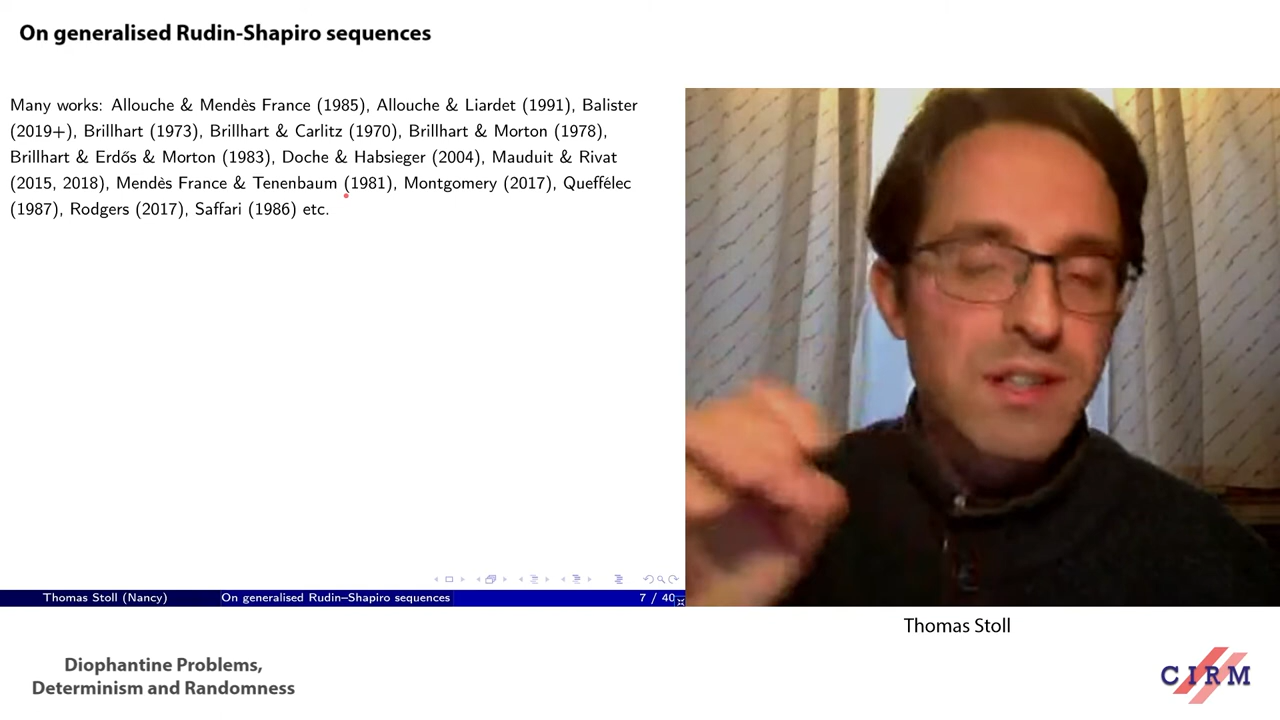 On generalised Rudin-Shapiro sequences
Many works: Allouche & Mendès France (1985), Allouche & Liardet (1991), Balister
(2019+), Brillhart (1973), Brillhart & Carlitz (1970), Brillhart & Morton (1978),
Brillhart & Erdős & Morton (1983), Doche & Habsieger (2004), Mauduit & Rivat
(2015, 2018), Mendès France & Tenenbaum (1981), Montgomery (2017), Queffélec
(1987), Rodgers (2017), Saffari (1986) etc.
Thomas Stoll (Nancy) On generalised Rudin–Shapiro sequences 7 / 40
Thomas Stoll
Diophantine Problems,
Determinism and Randomness
CIRM